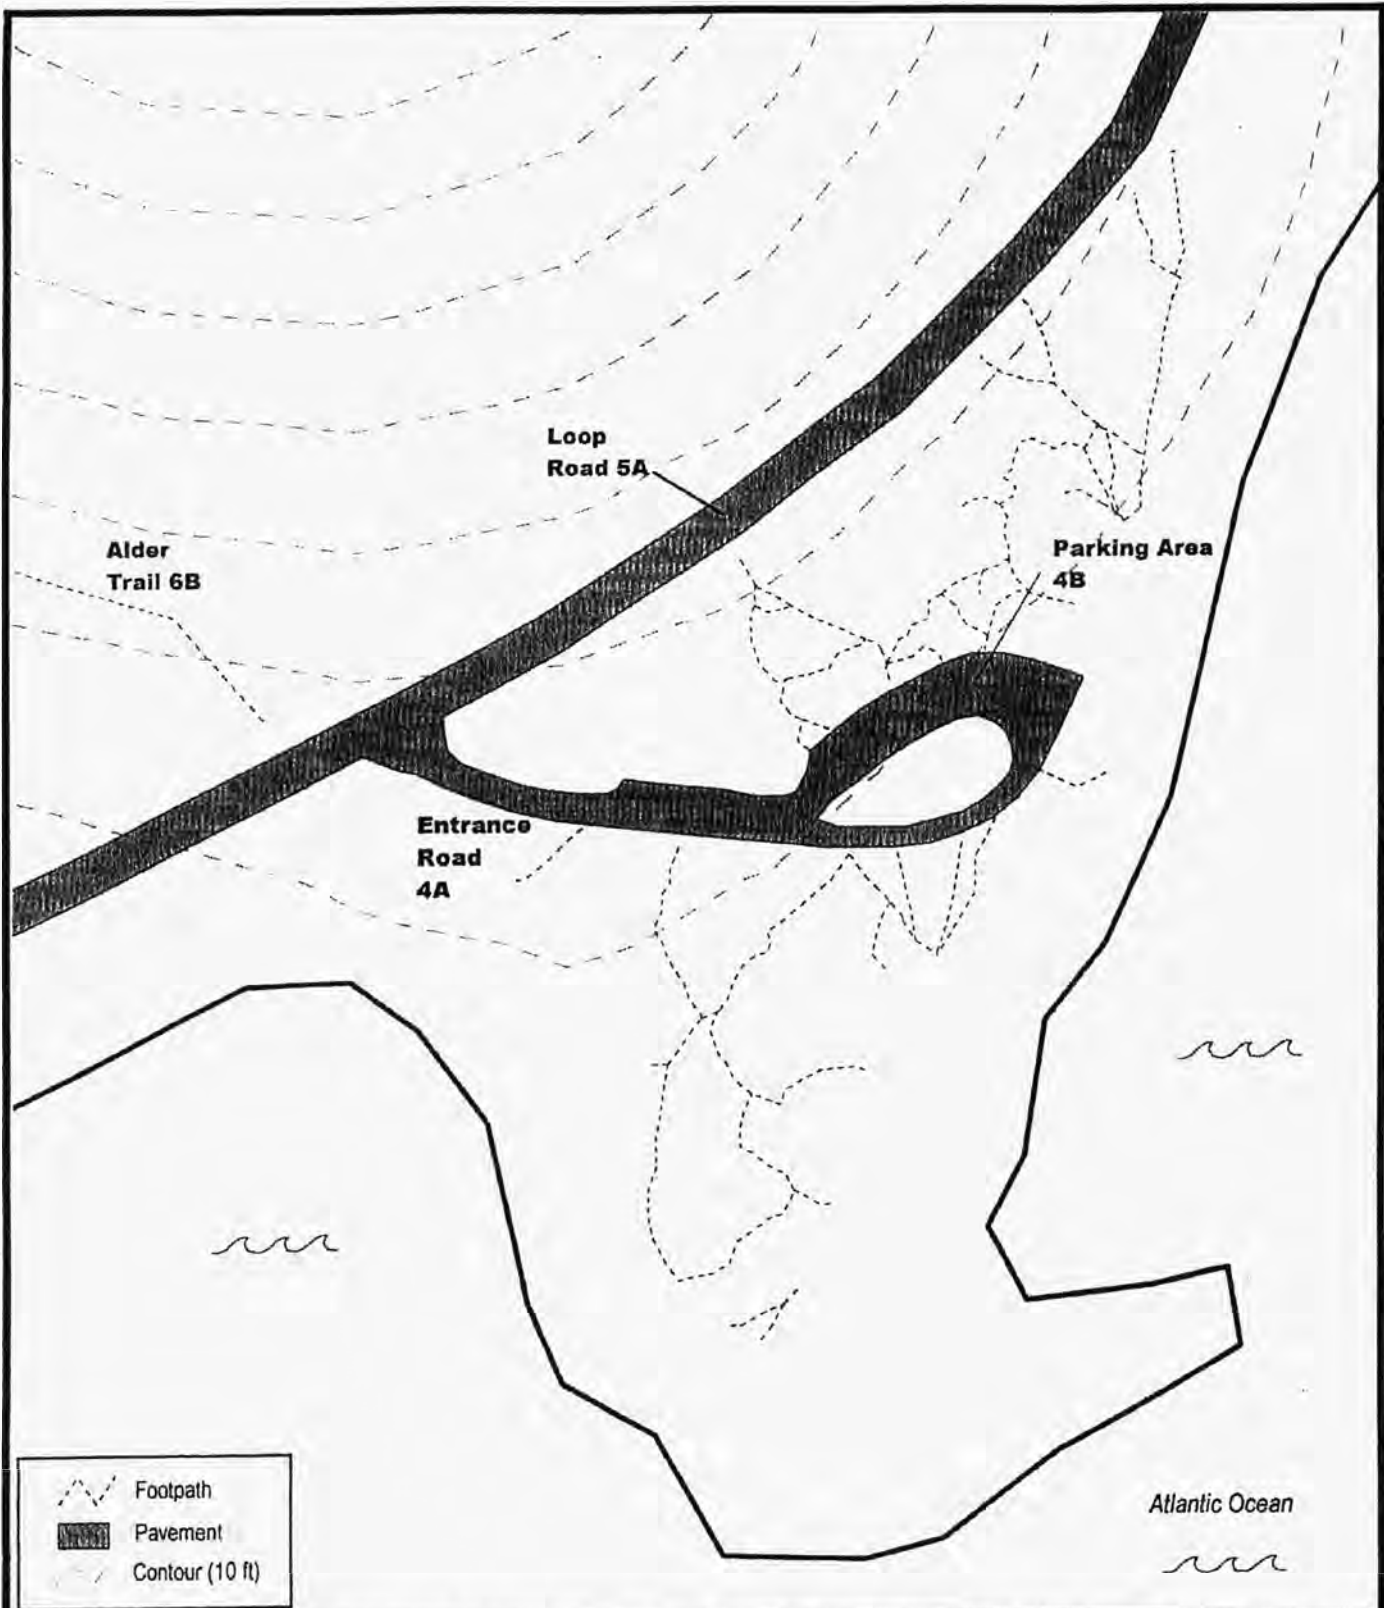 Loop
Road 5A
Alder
Trail 6B
Parking Area
4B
Entrance
Road
4A
Footpath
Pavement
Contour (10 ft)
Atlantic Ocean